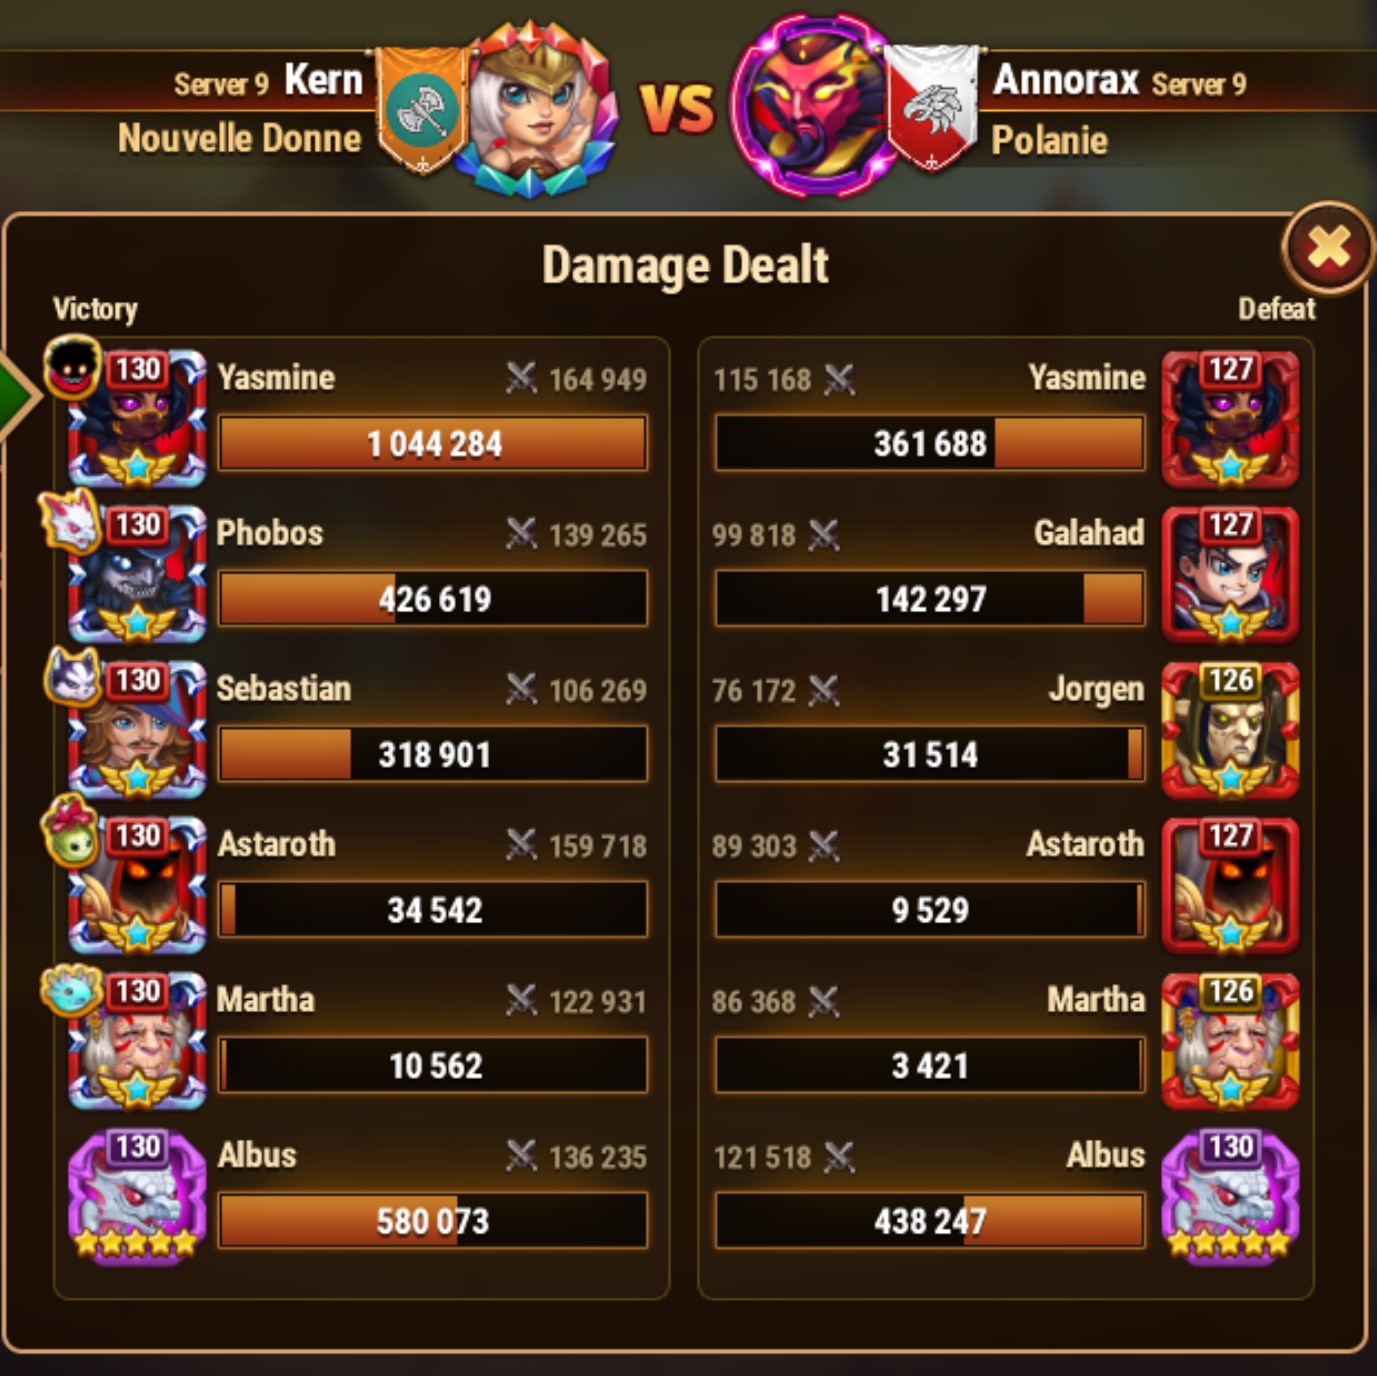 Server 9 Kern
Nouvelle Donne
VS
Annorax Server 9
Polanie
Damage Dealt
Victory
Defeat
130 Yasmine 164 949
1 044 284
115 168 Yasmine 127
361 688
130 Phobos 139 265
426 619
99 818 Galahad 127
142 297
130 Sebastian 106 269
318 901
76 172 Jorgen 126
31 514
130 Astaroth 159 718
34 542
89 303 Astaroth 127
9 529
130 Martha 122 931
10 562
86 368 Martha 126
3 421
130 Albus 136 235
580 073
121 518 Albus 130
438 247